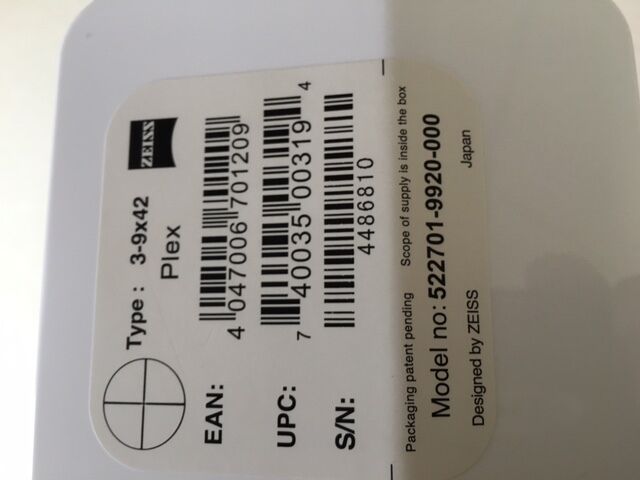 ZEISS
Type : 3-9x42
Plex
EAN:
4 047006 701209
UPC:
7 40035 00319 4
S/N:
4486810
Packaging patent pending Scope of supply is inside the box
Model no: 522701-9920-000
Designed by ZEISS Japan